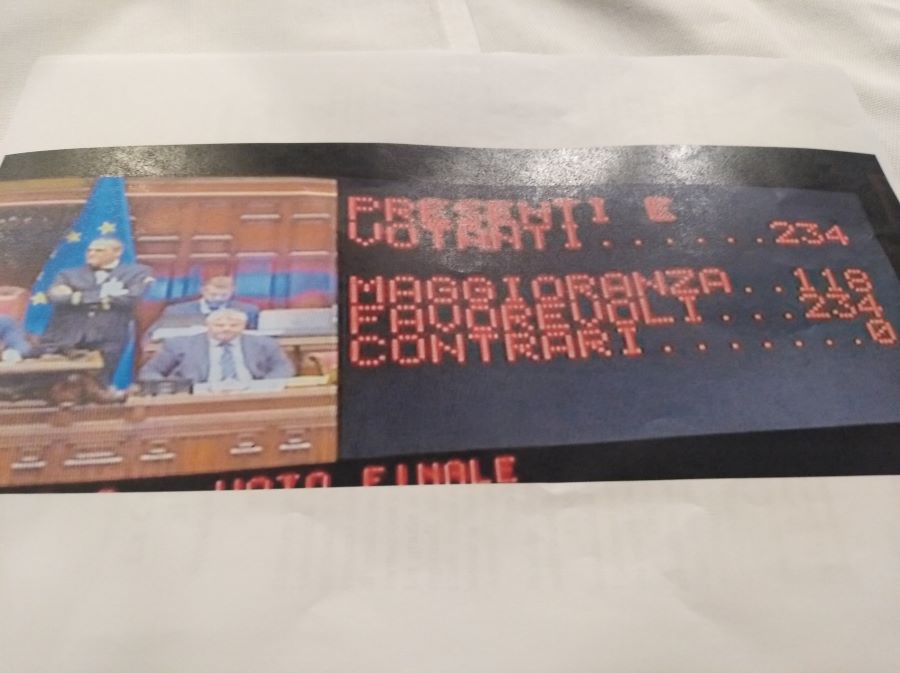 PRESENTI E
VOTANTI......234
MAGGIORANZA..118
FAVOREVOLI...234
CONTRARI.......0
VOTO FINALE